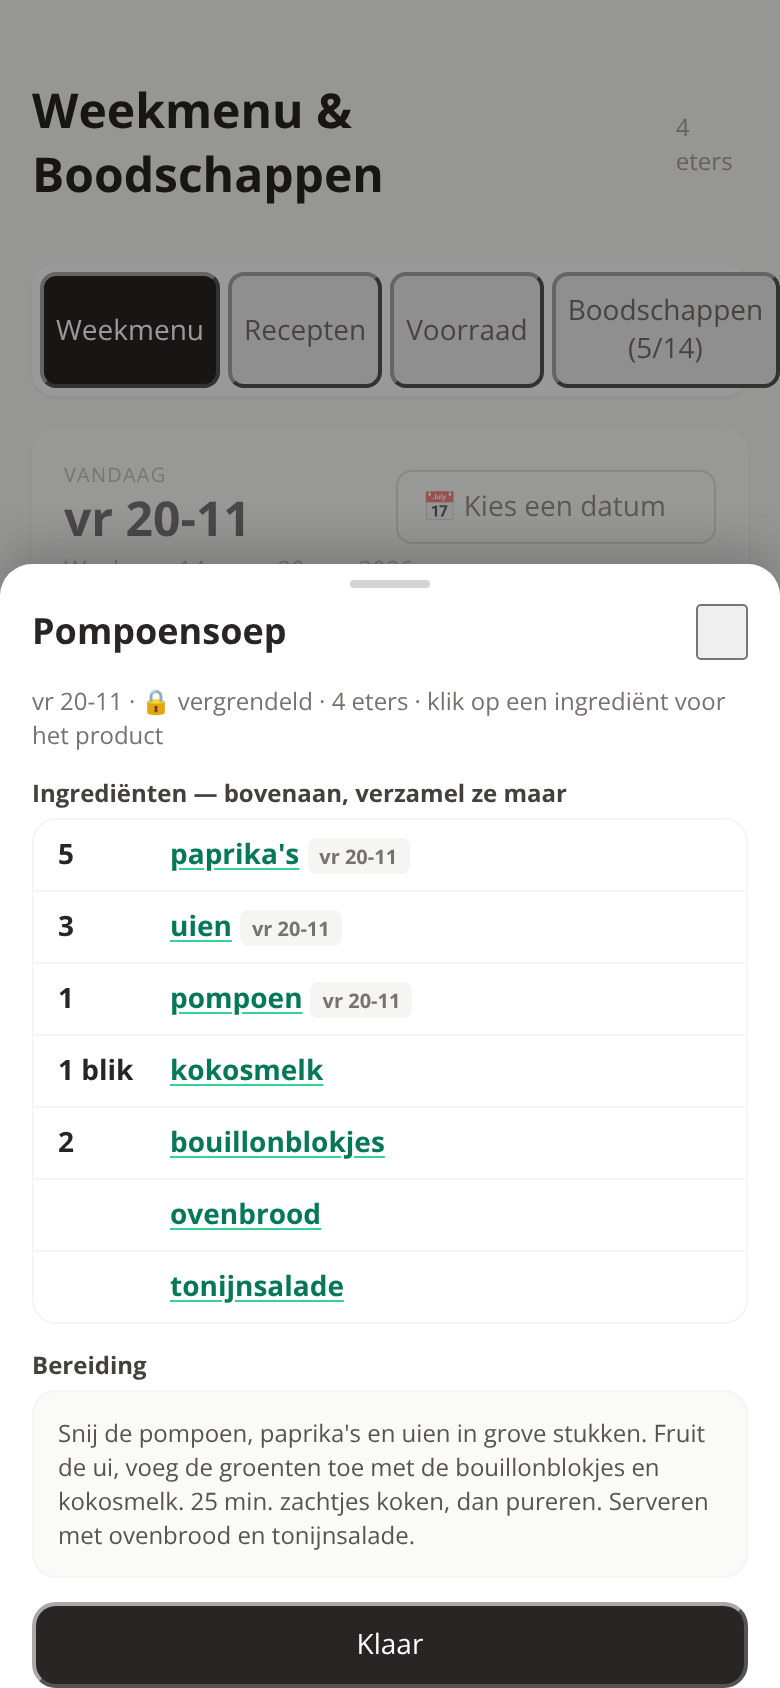 Weekmenu &
Boodschappen
4
eters
Weekmenu
Recepten
Voorraad
Boodschappen
(5/14)
VANDAAG
vr 20-11
Kies een datum
Pompoensoep
vr 20-11 · 🔒 vergrendeld · 4 eters · klik op een ingrediënt voor
het product
Ingrediënten — bovenaan, verzamel ze maar
5 paprika's vr 20-11
3 uien vr 20-11
1 pompoen vr 20-11
1 blik kokosmelk
2 bouillonblokjes
ovenbrood
tonijnsalade
Bereiding
Snij de pompoen, paprika's en uien in grove stukken. Fruit
de ui, voeg de groenten toe met de bouillonblokjes en
kokosmelk. 25 min. zachtjes koken, dan pureren. Serveren
met ovenbrood en tonijnsalade.
Klaar